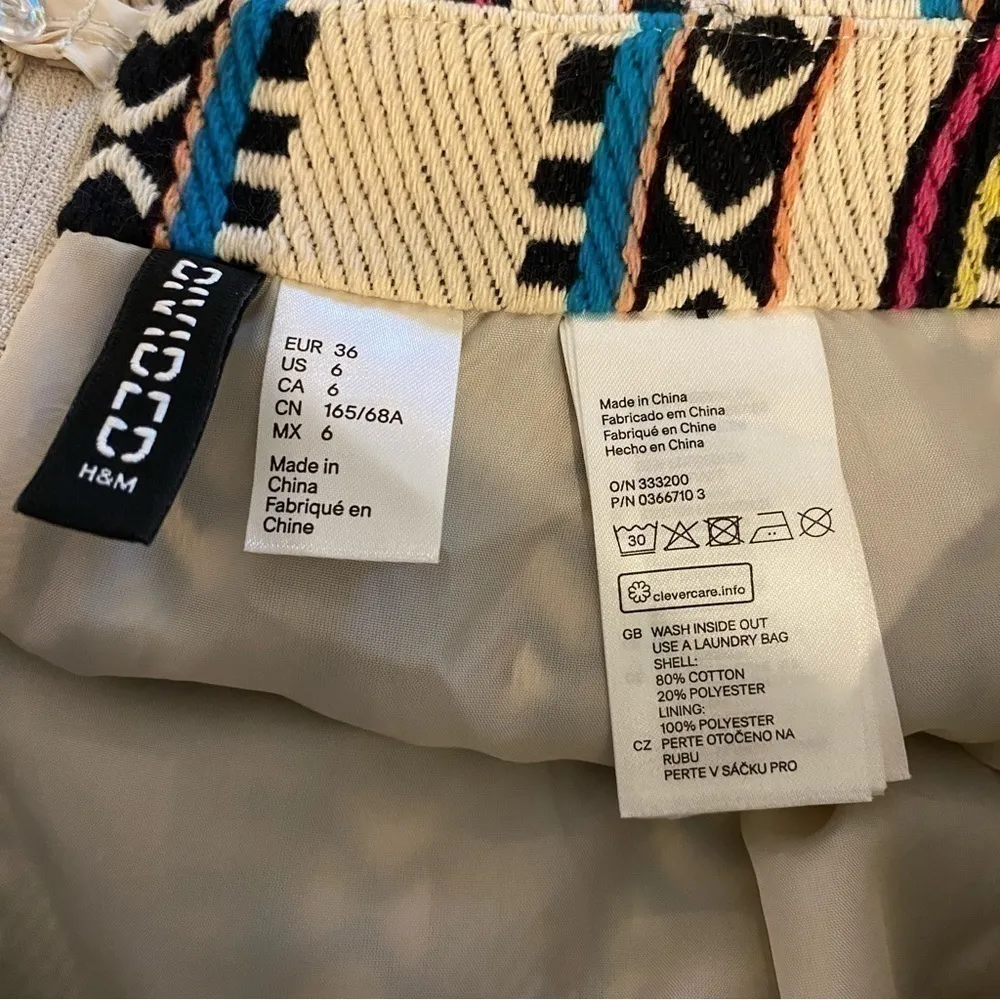 H&M
EUR 36
US 6
CA 6
CN 165/68A
MX 6
Made in
China
Fabriqué en
Chine
Made in China
Fabricado em China
Fabriqué en Chine
Hecho en China
O/N 333200
P/N 0366710 3
30
clevercare.info
GB WASH INSIDE OUT
USE A LAUNDRY BAG
SHELL:
80% COTTON
20% POLYESTER
LINING:
100% POLYESTER
CZ PERTE OTOČENO NA
RUBU
PERTE V SÁČKU PRO